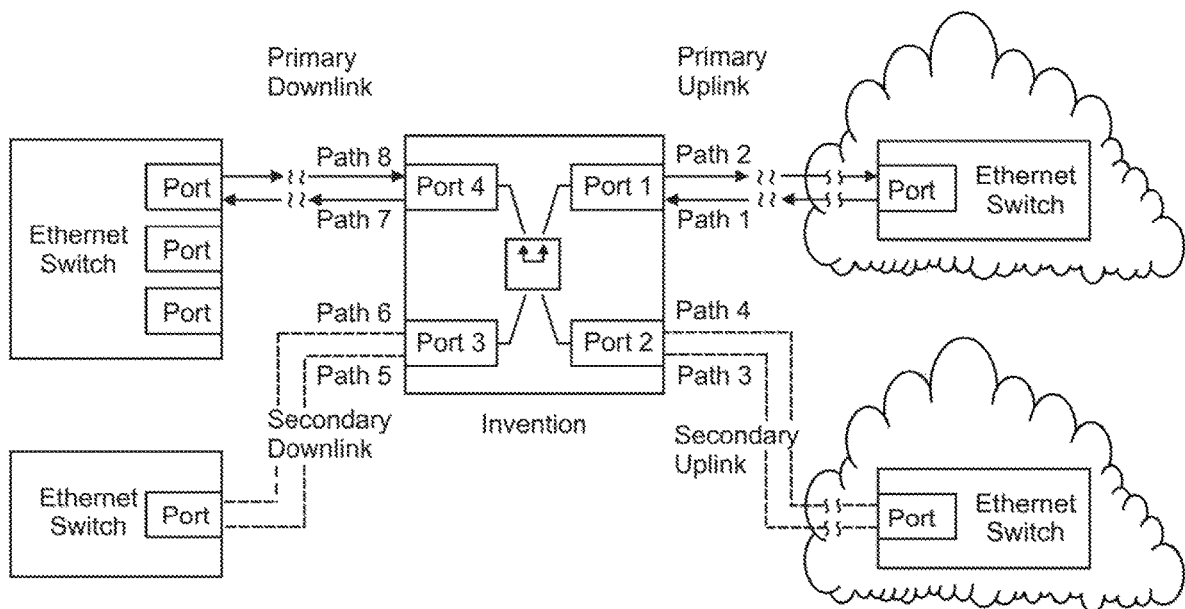 Primary
Downlink
Primary
Uplink
Path 8
Path 7
Path 2
Path 1
Port
Port
Port
Ethernet
Switch
Port 4
Port 1
Port 3
Port 2
Port
Ethernet
Switch
Path 6
Path 5
Path 4
Path 3
Secondary
Downlink
Invention
Secondary
Uplink
Ethernet
Switch
Port
Port
Ethernet
Switch